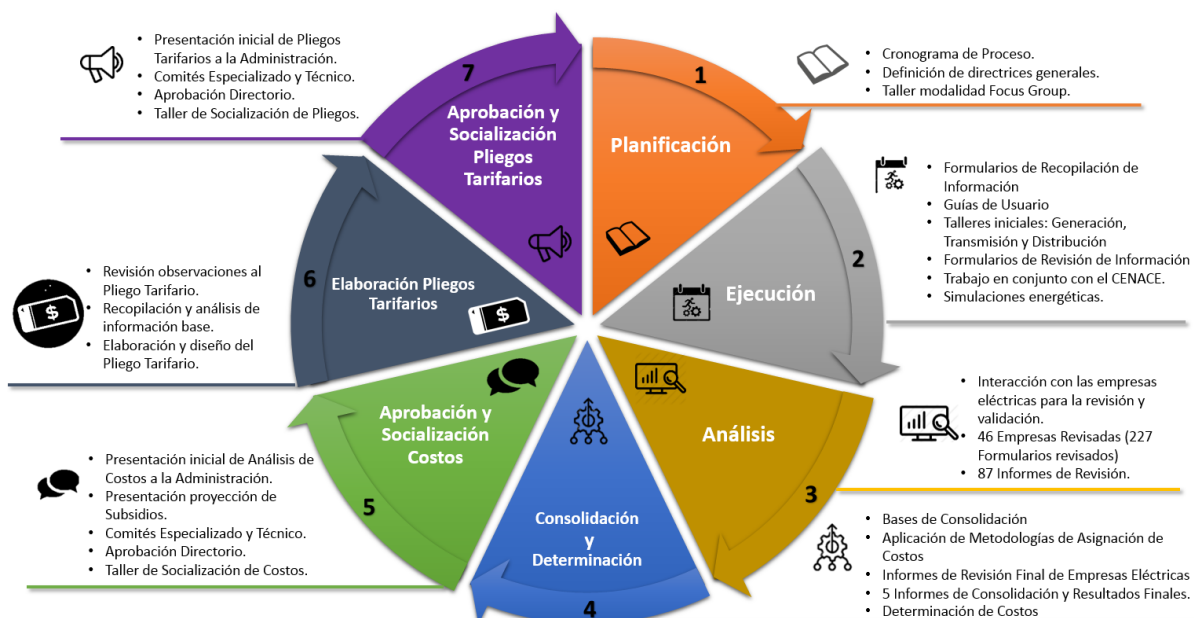 • Presentación inicial de Pliegos
Tarifarios a la Administración.
• Comités Especializado y Técnico.
• Aprobación Directorio.
• Taller de Socialización de Pliegos.
7
Aprobación y
Socialización
Pliegos
Tarifarios
1
Planificación
• Cronograma de Proceso.
• Definición de directrices generales.
• Taller modalidad Focus Group.
2
Ejecución
• Formularios de Recopilación de
Información
• Guías de Usuario
• Talleres iniciales: Generación,
Transmisión y Distribución
• Formularios de Revisión de Información
• Trabajo en conjunto con el CENACE.
• Simulaciones energéticas.
• Revisión observaciones al
Pliego Tarifario.
• Recopilación y análisis de
información base.
• Elaboración y diseño del
Pliego Tarifario.
$
6
Elaboración Pliegos
Tarifarios
$
Análisis
3
• Interacción con las empresas
eléctricas para la revisión y
validación.
• 46 Empresas Revisadas (227
Formularios revisados)
• 87 Informes de Revisión.
• Presentación inicial de Análisis de
Costos a la Administración.
• Presentación proyección de
Subsidios.
• Comités Especializado y Técnico.
• Aprobación Directorio.
• Taller de Socialización de Costos.
5
Aprobación y
Socialización
Costos
Consolidación
y
Determinación
4
• Bases de Consolidación
• Aplicación de Metodologías de Asignación de
Costos
• Informes de Revisión Final de Empresas Eléctricas
• 5 Informes de Consolidación y Resultados Finales.
• Determinación de Costos